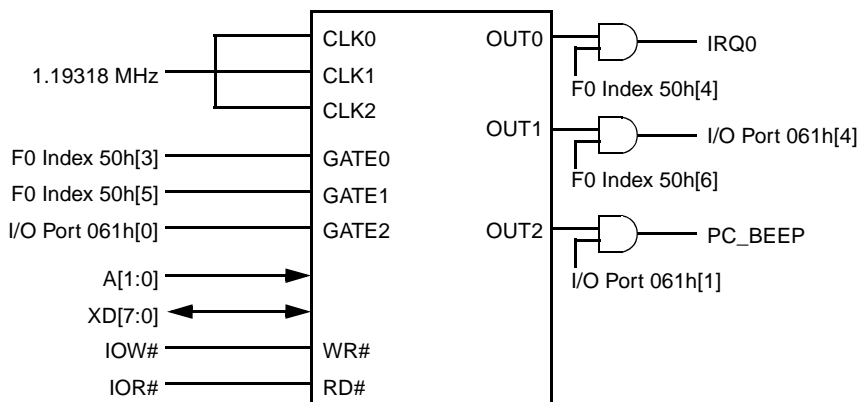 CLK0 OUT0 IRQ0
1.19318 MHz CLK1
F0 Index 50h[4]
CLK2
OUT1 I/O Port 061h[4]
F0 Index 50h[3] GATE0
F0 Index 50h[6]
F0 Index 50h[5] GATE1
I/O Port 061h[0] GATE2 OUT2 PC_BEEP
A[1:0]
I/O Port 061h[1]
XD[7:0]
IOW# WR#
IOR# RD#